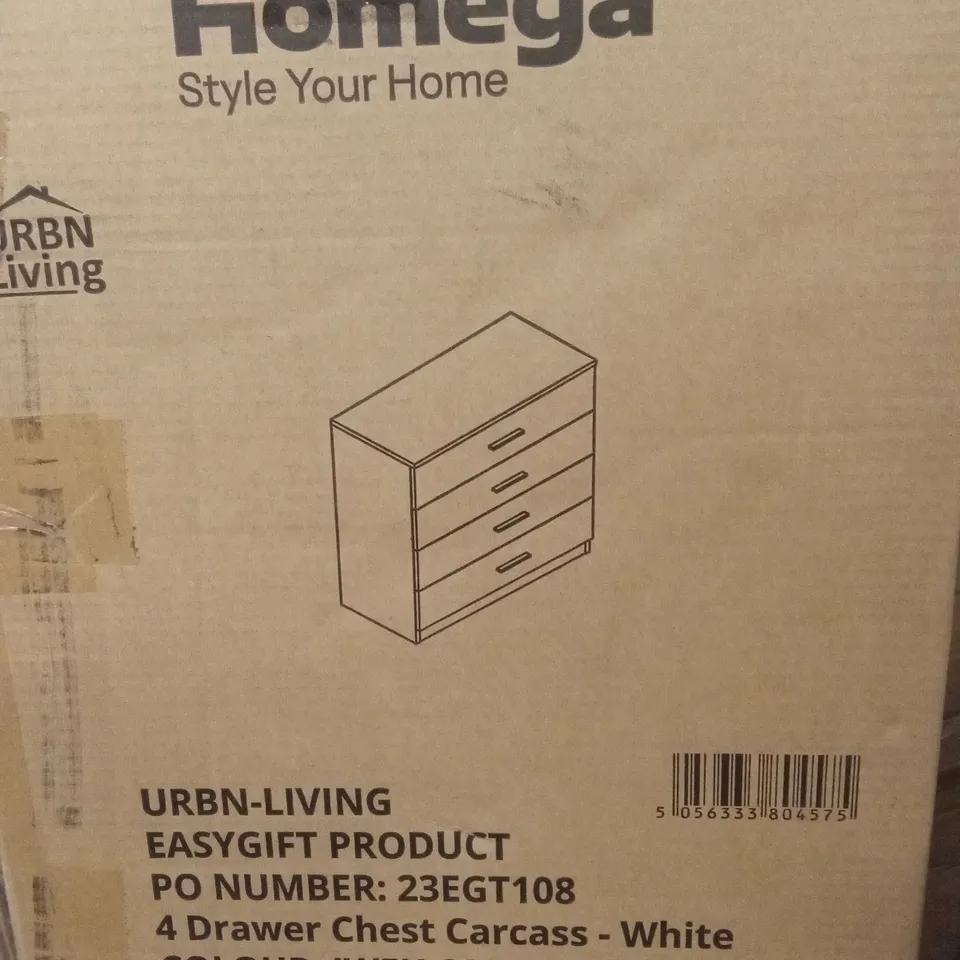 Homega
Style Your Home
URBN
Living
5 056333 804575
URBN-LIVING
EASYGIFT PRODUCT
PO NUMBER: 23EGT108
4 Drawer Chest Carcass - White